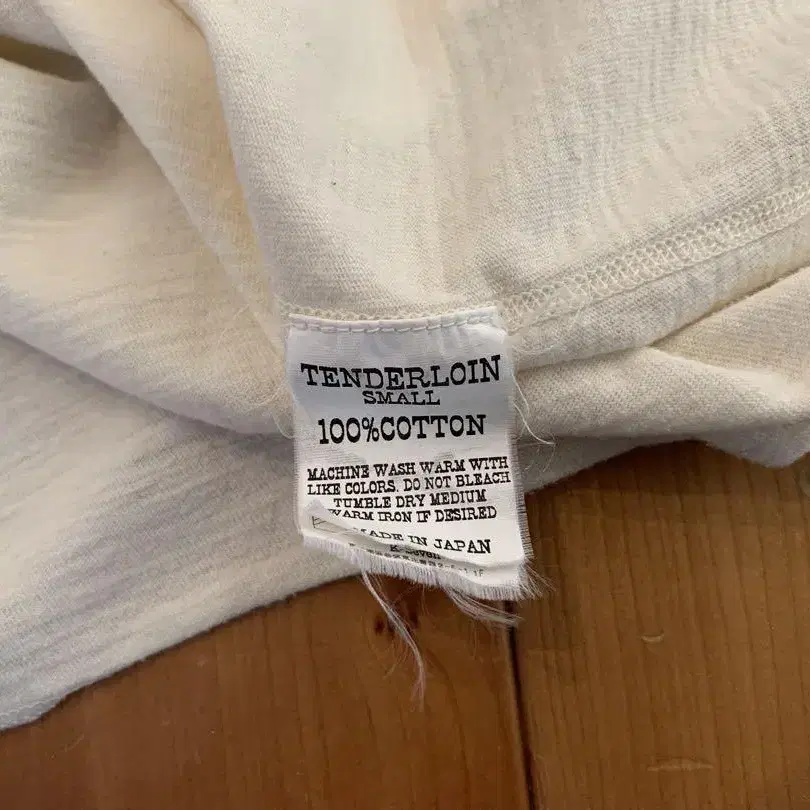 TENDERLOIN
SMALL
100%COTTON
MACHINE WASH WARM WITH
LIKE COLORS. DO NOT BLEACH
TUMBLE DRY MEDIUM
WARM IRON IF DESIRED
MADE IN JAPAN